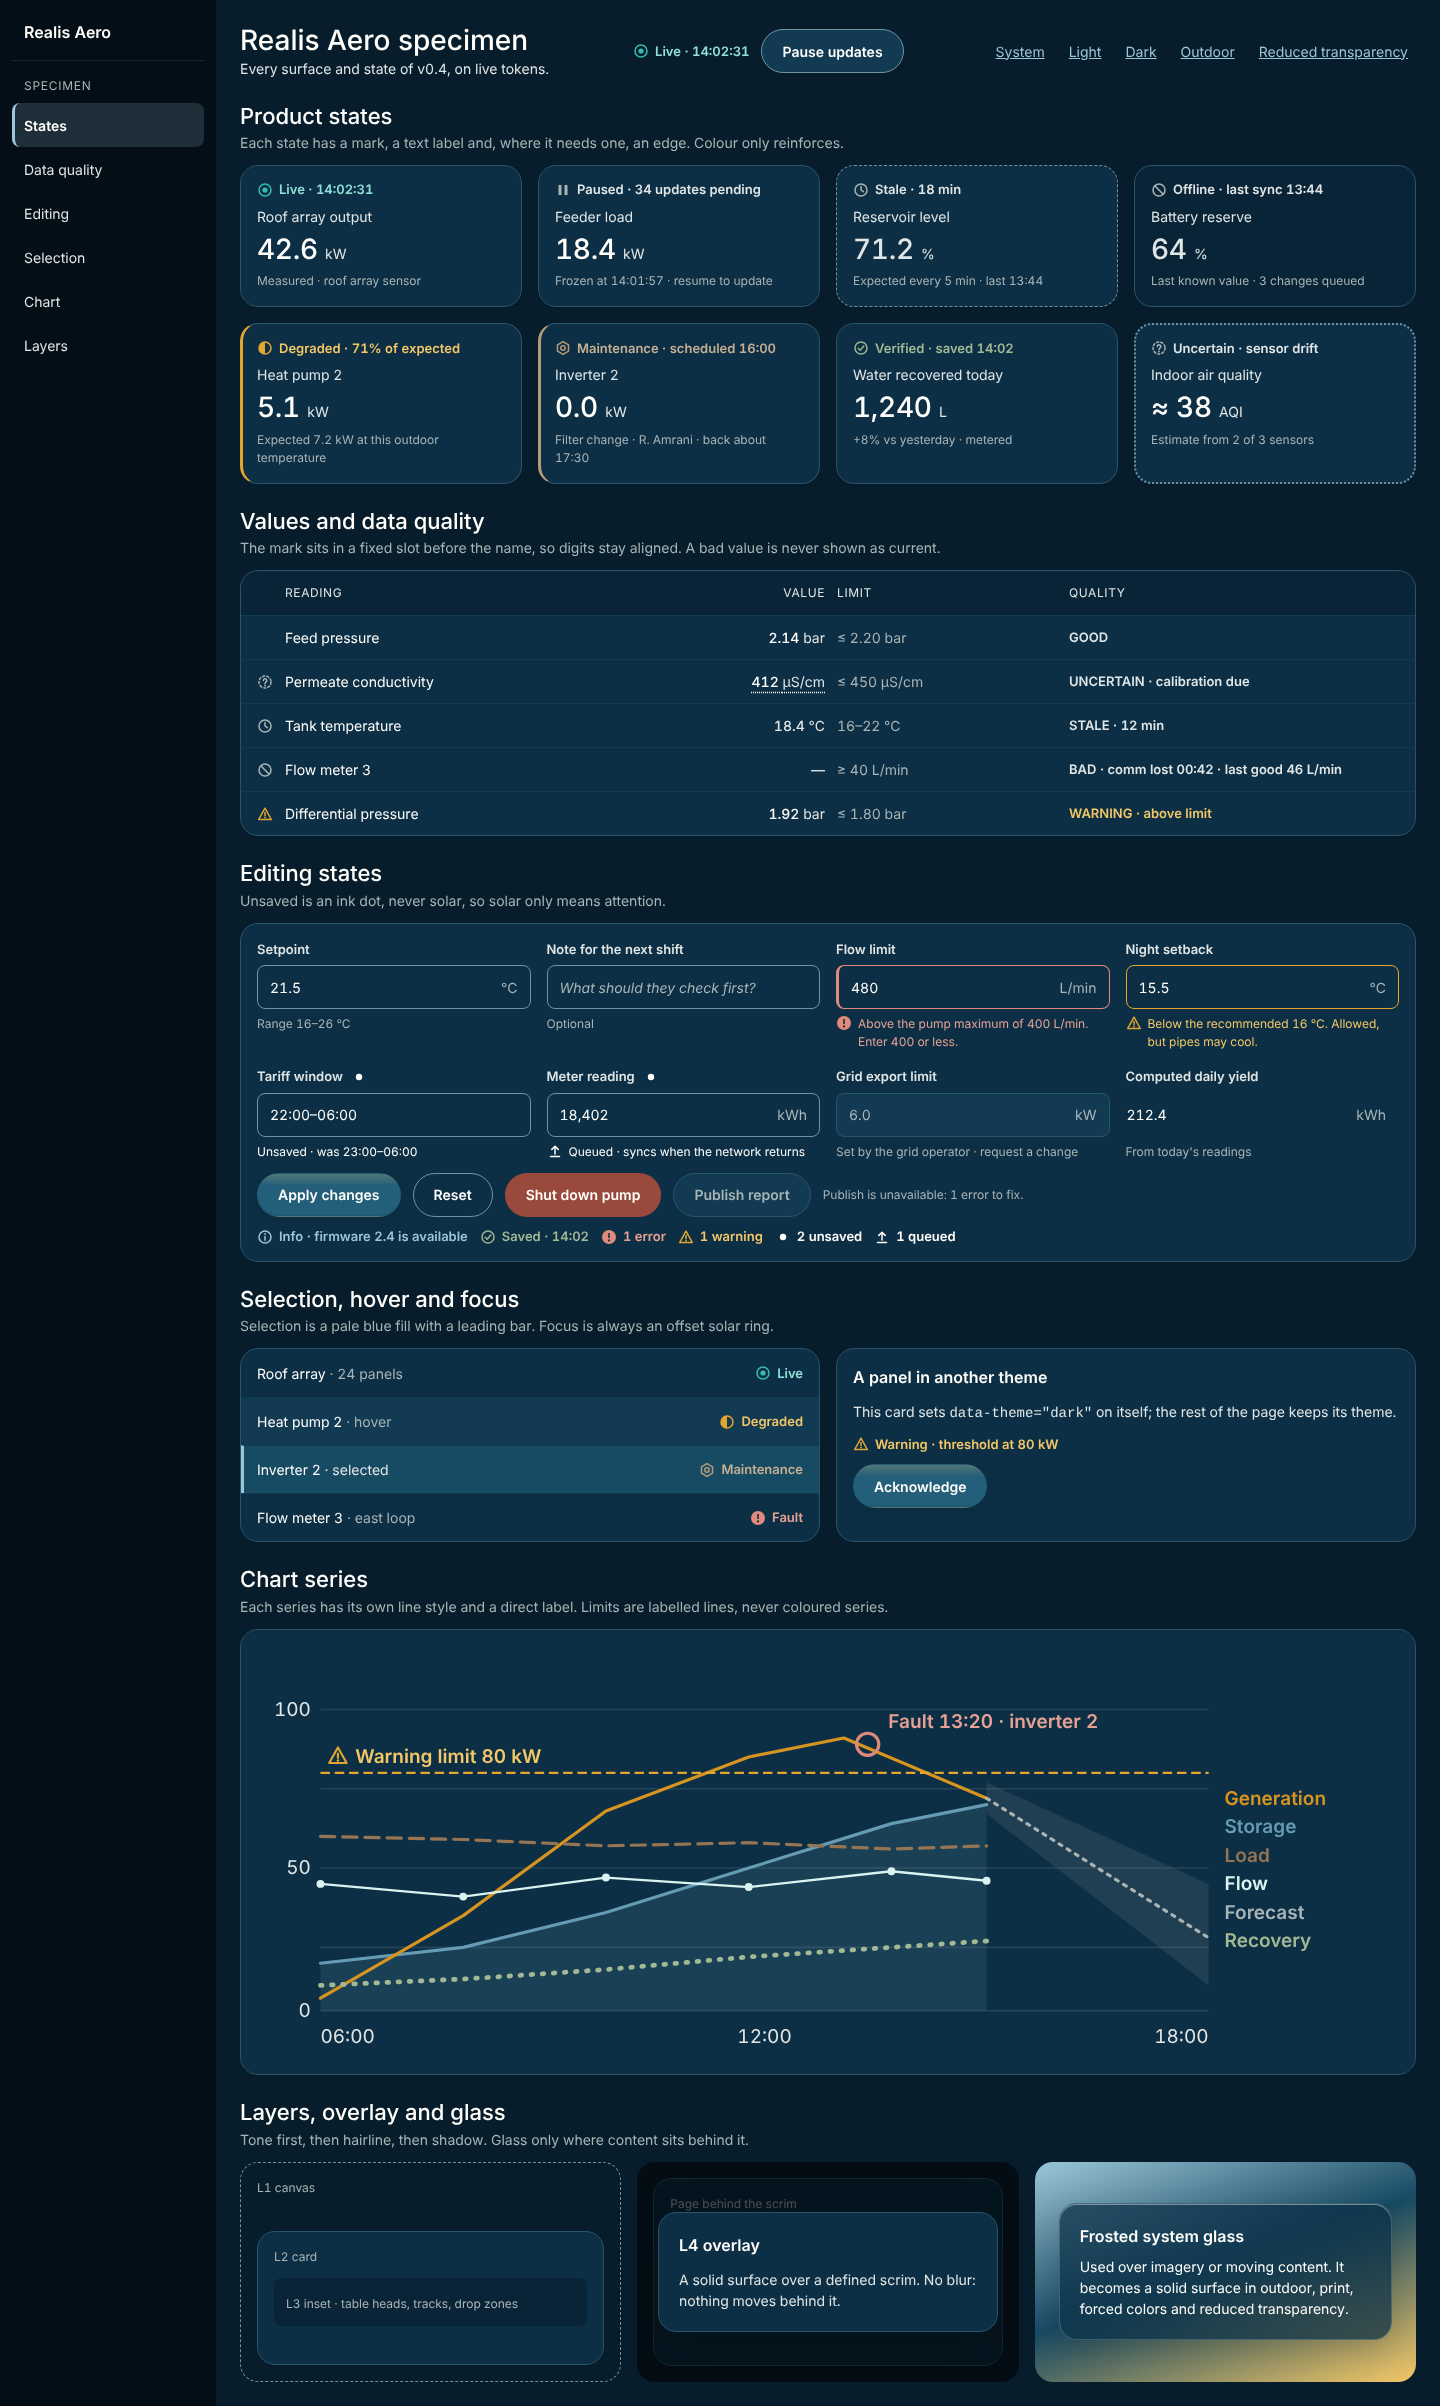 Realis Aero
SPECIMEN
States
Data quality
Editing
Selection
Chart
Layers
Realis Aero specimen
Every surface and state of v0.4, on live tokens.
Live · 14:02:31
Pause updates
System Light Dark Outdoor Reduced transparency
Product states
Each state has a mark, a text label and, where it needs one, an edge. Colour only reinforces.
Live · 14:02:31
Roof array output
42.6 kW
Measured · roof array sensor
Paused · 34 updates pending
Feeder load
18.4 kW
Frozen at 14:01:57 · resume to update
Stale · 18 min
Reservoir level
71.2 %
Expected every 5 min · last 13:44
Offline · last sync 13:44
Battery reserve
64 %
Last known value · 3 changes queued
Degraded · 71% of expected
Heat pump 2
5.1 kW
Expected 7.2 kW at this outdoor
temperature
Maintenance · scheduled 16:00
Inverter 2
0.0 kW
Filter change · R. Amrani · back about
17:30
Verified · saved 14:02
Water recovered today
1,240 L
+8% vs yesterday · metered
Uncertain · sensor drift
Indoor air quality
≈ 38 AQI
Estimate from 2 of 3 sensors
Values and data quality
The mark sits in a fixed slot before the name, so digits stay aligned. A bad value is never shown as current.
READING VALUE LIMIT QUALITY
Feed pressure 2.14 bar ≤ 2.20 bar GOOD
Permeate conductivity 412 µS/cm ≤ 450 µS/cm UNCERTAIN · calibration due
Tank temperature 18.4 °C 16–22 °C STALE · 12 min
Flow meter 3 — ≥ 40 L/min BAD · comm lost 00:42 · last good 46 L/min
Differential pressure 1.92 bar ≤ 1.80 bar WARNING · above limit
Editing states
Unsaved is an ink dot, never solar, so solar only means attention.
Setpoint
21.5 °C
Range 16–26 °C
Note for the next shift
What should they check first?
Optional
Flow limit
480 L/min
Above the pump maximum of 400 L/min.
Enter 400 or less.
Night setback
15.5 °C
Below the recommended 16 °C. Allowed,
but pipes may cool.
Tariff window
22:00–06:00
Unsaved · was 23:00–06:00
Meter reading
18,402 kWh
Queued · syncs when the network returns
Grid export limit
6.0 kW
Set by the grid operator · request a change
Computed daily yield
212.4 kWh
From today's readings
Apply changes Reset Shut down pump Publish report Publish is unavailable: 1 error to fix.
Info · firmware 2.4 is available Saved · 14:02 1 error 1 warning 2 unsaved 1 queued
Selection, hover and focus
Selection is a pale blue fill with a leading bar. Focus is always an offset solar ring.
Roof array · 24 panels Live
Heat pump 2 · hover Degraded
Inverter 2 · selected Maintenance
Flow meter 3 · east loop Fault
A panel in another theme
This card sets data-theme="dark" on itself; the rest of the page keeps its theme.
Warning · threshold at 80 kW
Acknowledge
Chart series
Each series has its own line style and a direct label. Limits are labelled lines, never coloured series.
100
Fault 13:20 · inverter 2
Warning limit 80 kW
Generation
Storage
Load
50
Flow
Forecast
Recovery
0
06:00 12:00 18:00
Layers, overlay and glass
Tone first, then hairline, then shadow. Glass only where content sits behind it.
L1 canvas
L2 card
L3 inset · table heads, tracks, drop zones
Page behind the scrim
L4 overlay
A solid surface over a defined scrim. No blur:
nothing moves behind it.
Frosted system glass
Used over imagery or moving content. It
becomes a solid surface in outdoor, print,
forced colors and reduced transparency.